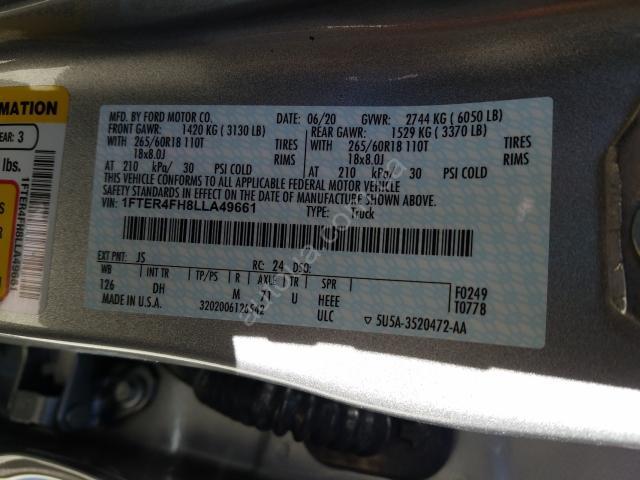 MATION
EAR: 3
lbs.
1FTER4FH8LLA49661
MFD. BY FORD MOTOR CO. DATE: 06/20 GVWR: 2744 KG ( 6050 LB)
FRONT GAWR: 1420 KG ( 3130 LB) REAR GAWR: 1529 KG ( 3370 LB)
265/60R18 110T TIRES 265/60R18 110T TIRES
18x8.0J RIMS 18x8.0J RIMS
AT 210 kPa/ 30 PSI COLD AT 210 kPa/ 30 PSI COLD
THIS VEHICLE CONFORMS TO ALL APPLICABLE FEDERAL MOTOR VEHICLE
SAFETY STANDARDS IN EFFECT ON THE DATE OF MANUFACTURE SHOWN ABOVE.
VIN: 1FTER4FH8LLA49661 TYPE: Truck
EXT PNT: JS RC: 24 DSO:
WB INT TR TP/PS R AXLE TR SPR
126 DH M 71 U HEEE F0249
MADE IN U.S.A. ULC T0778
5U5A-3520472-AA